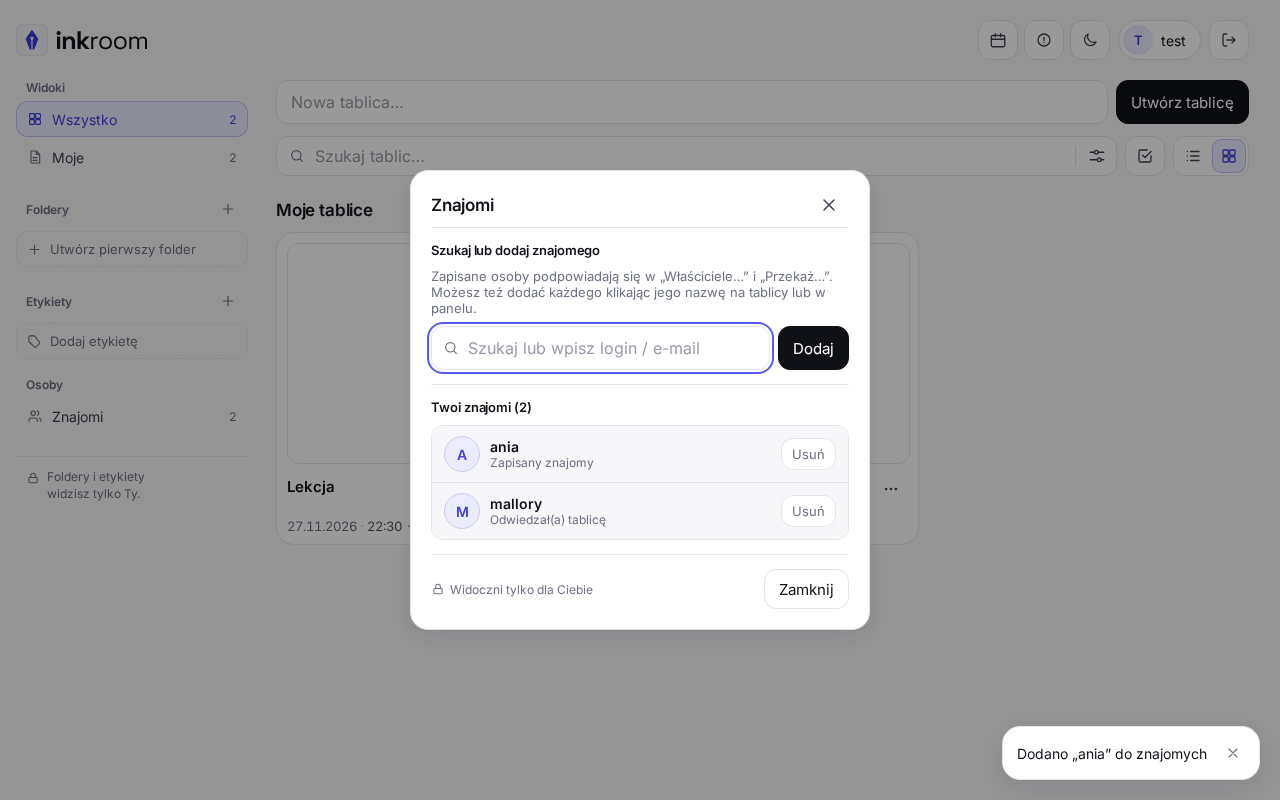 inkroom
T test
Widoki
Wszystko 2
Moje 2
Foldery
Utwórz pierwszy folder
Etykiety
Dodaj etykietę
Osoby
Znajomi 2
Foldery i etykiety
widzisz tylko Ty.
Nowa tablica...
Utwórz tablicę
Szukaj tablic...
Moje tablice
Lekcja
27.11.2026 · 22:30
Znajomi
Szukaj lub dodaj znajomego
Zapisane osoby podpowiadają się w „Właściciele…” i „Przekaż…”.
Możesz też dodać każdego klikając jego nazwę na tablicy lub w
panelu.
Szukaj lub wpisz login / e-mail
Dodaj
Twoi znajomi (2)
A ania
Zapisany znajomy
Usuń
M mallory
Odwiedzał(a) tablicę
Usuń
Widoczni tylko dla Ciebie
Zamknij
Dodano „ania” do znajomych